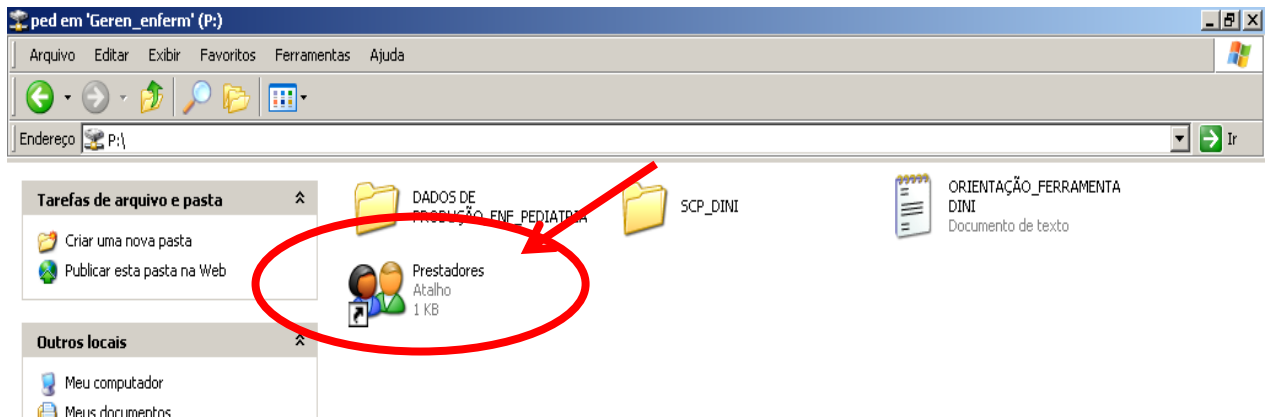 ped em 'Geren_enferm' (P:)
Arquivo Editar Exibir Favoritos Ferramentas Ajuda
Endereço P:\ Ir
Tarefas de arquivo e pasta
Criar uma nova pasta
Publicar esta pasta na Web
Outros locais
Meu computador
Meus documentos
DADOS DE
PRODUÇÃO_ENF_PEDIATRIA
SCP_DINI
ORIENTAÇÃO_FERRAMENTA
DINI
Documento de texto
Prestadores
Atalho
1 KB